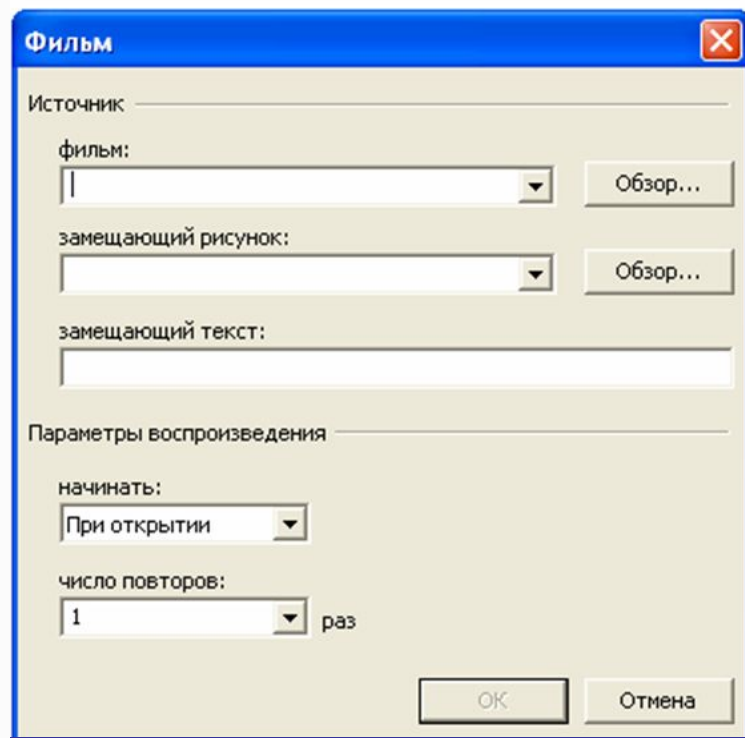 Фильм
Источник
фильм:
Обзор...
замещающий рисунок:
Обзор...
замещающий текст:
Параметры воспроизведения
начинать:
При открытии
число повторов:
1 раз
ОК Отмена